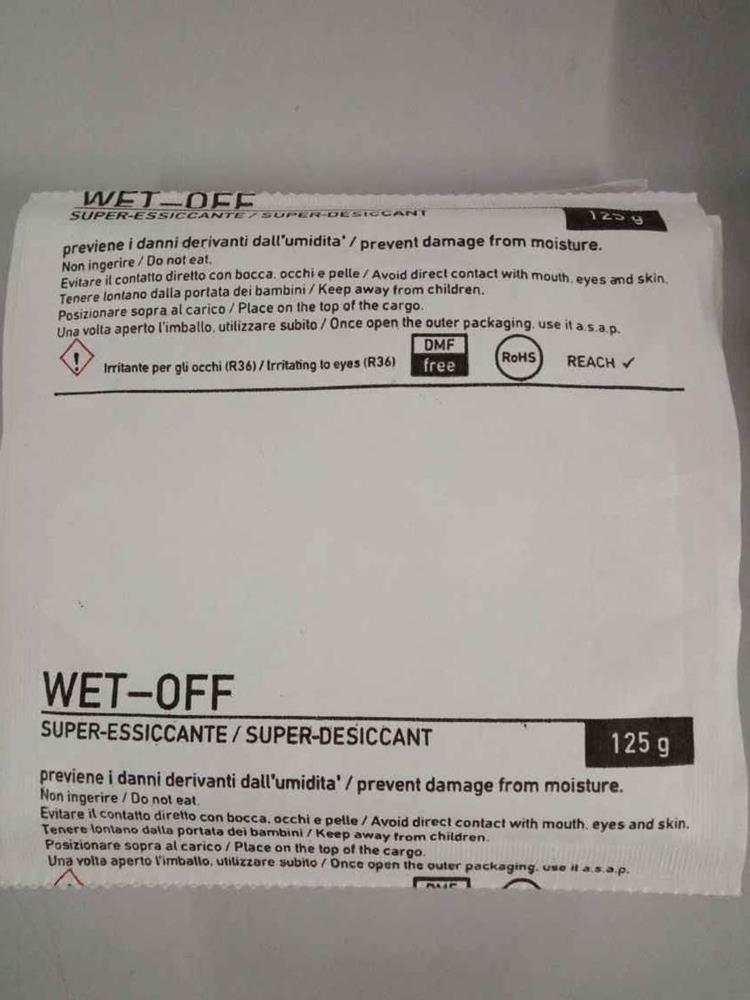 WET-OFF
SUPER-ESSICCANTE / SUPER-DESICCANT
125 g
previene i danni derivanti dall'umidita' / prevent damage from moisture.
Non ingerire / Do not eat.
Evitare il contatto diretto con bocca, occhi e pelle / Avoid direct contact with mouth, eyes and skin.
Tenere lontano dalla portata dei bambini / Keep away from children.
Posizionare sopra al carico / Place on the top of the cargo.
Una volta aperto l'imballo, utilizzare subito / Once open the outer packaging, use it a.s.a.p.
! Irritante per gli occhi (R36) / Irritating to eyes (R36)
DMF
free
RoHS
REACH ✓
WET-OFF
SUPER-ESSICCANTE / SUPER-DESICCANT
125 g
previene i danni derivanti dall'umidita' / prevent damage from moisture.
Non ingerire / Do not eat.
Evitare il contatto diretto con bocca, occhi e pelle / Avoid direct contact with mouth, eyes and skin.
Tenere lontano dalla portata dei bambini / Keep away from children.
Posizionare sopra al carico / Place on the top of the cargo.
Una volta aperto l'imballo, utilizzare subito / Once open the outer packaging, use it a.s.a.p.